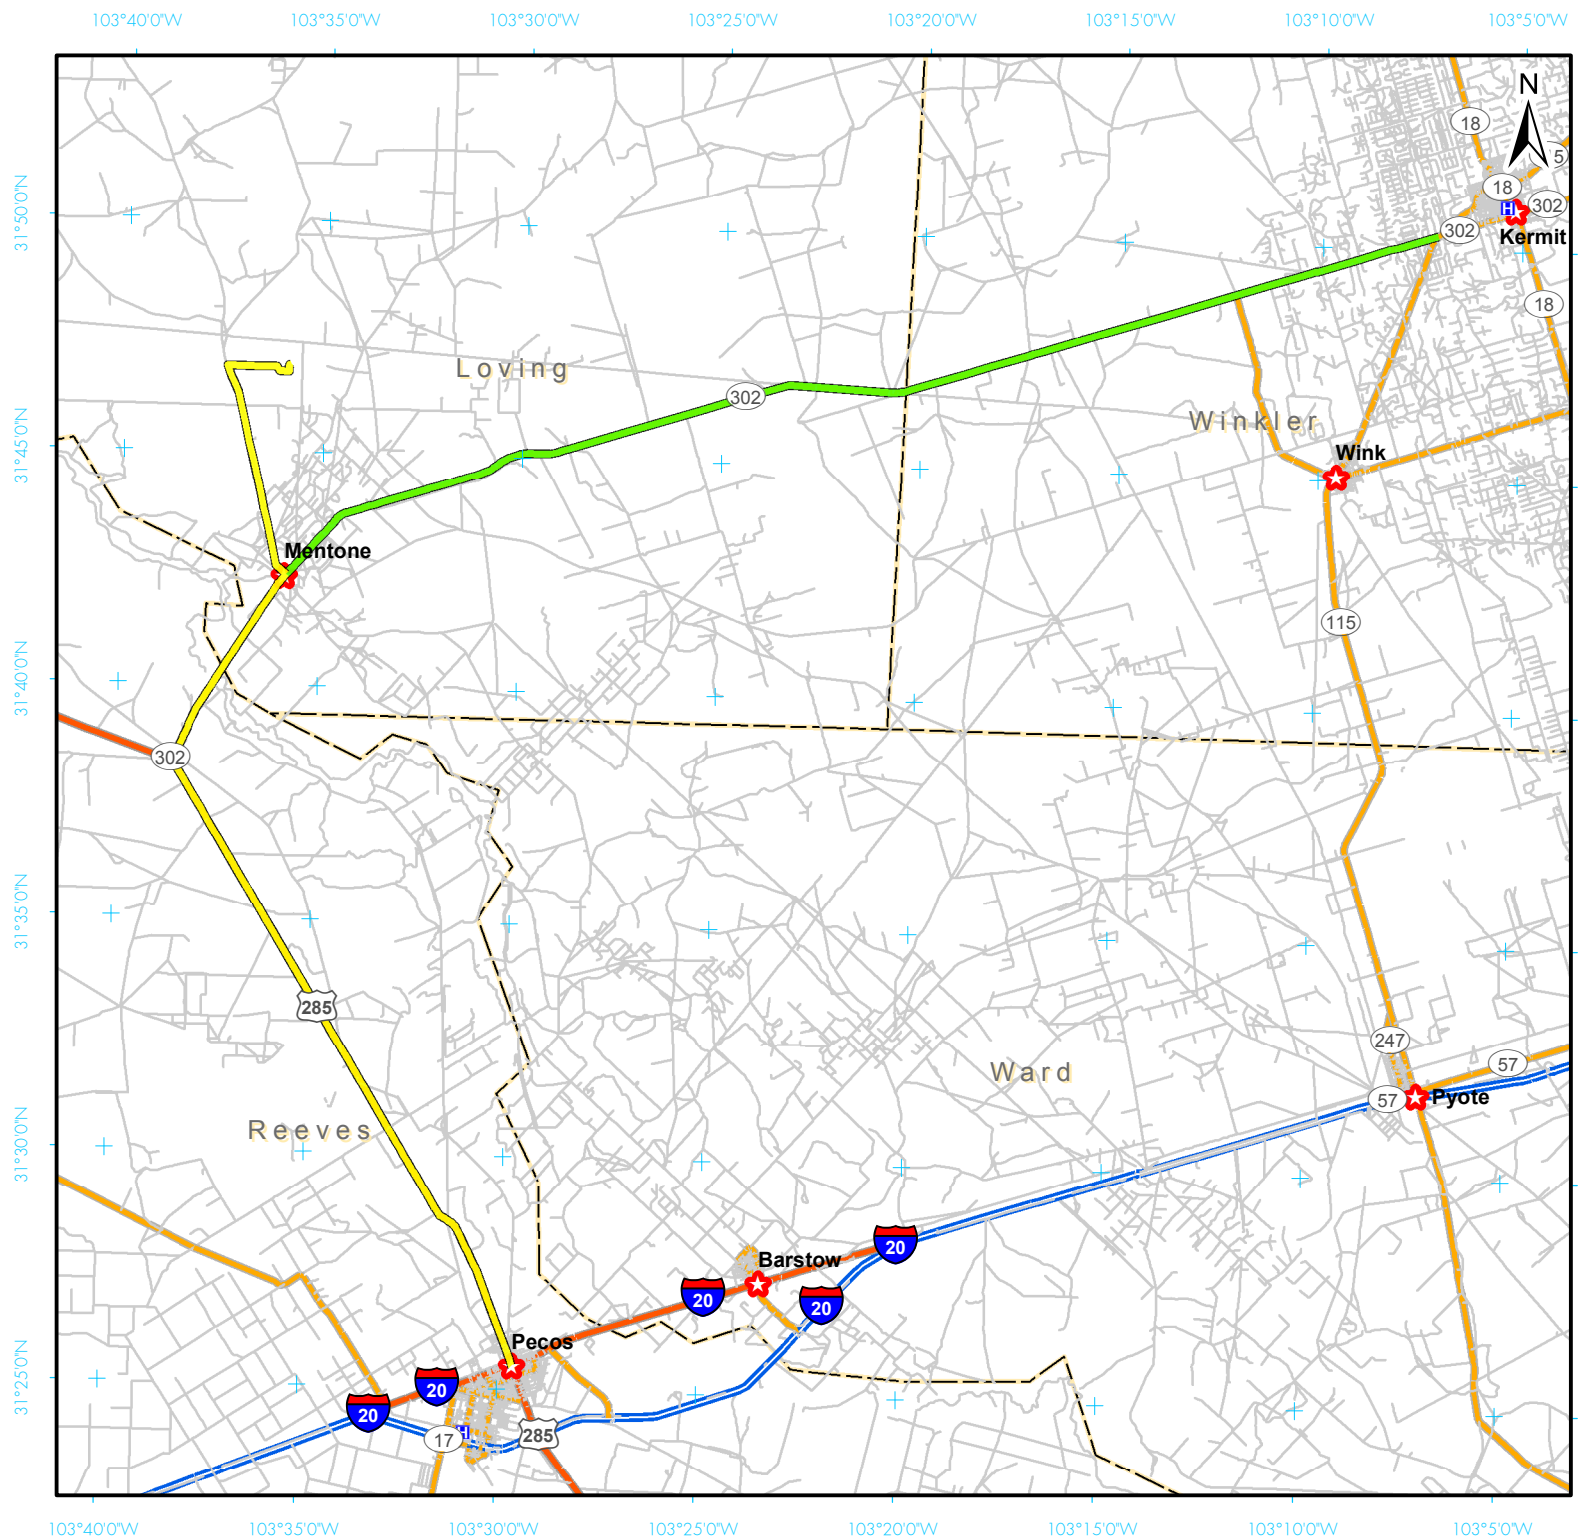 103°40'0"W
103°35'0"W
103°30'0"W
103°25'0"W
103°20'0"W
103°15'0"W
103°10'0"W
103°5'0"W
N
18
5
18
302
302
Kermit
31°50'0"N
18
Loving
302
Winkler
31°45'0"N
Wink
Mentone
115
31°40'0"N
302
31°35'0"N
285
247
Ward
57
57
Pyote
Reeves
31°30'0"N
20
Barstow
20
20
Pecos
31°25'0"N
20
20
17
H
285
H
103°40'0"W
103°35'0"W
103°30'0"W
103°25'0"W
103°20'0"W
103°15'0"W
103°10'0"W
103°5'0"W